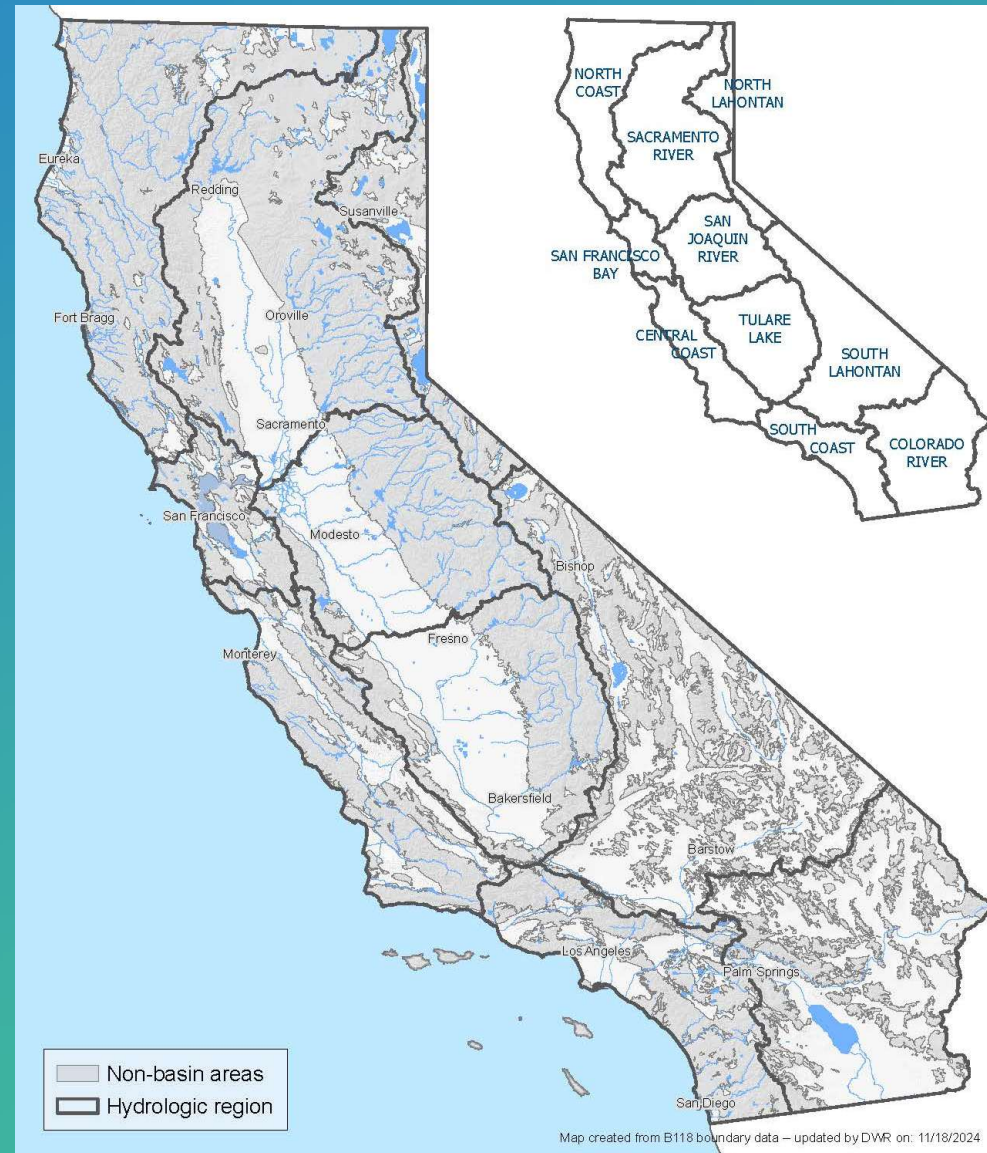 NORTH
COAST
NORTH
LAHONTAN
SACRAMENTO
RIVER
SAN
JOAQUIN
RIVER
SAN FRANCISCO
BAY
CENTRAL
COAST
TULARE
LAKE
SOUTH
LAHONTAN
SOUTH
COAST
COLORADO
RIVER
Eureka
Redding
Susanville
Fort Bragg
Oroville
Sacramento
San Francisco
Modesto
Bishop
Fresno
Monterey
Bakersfield
Barstow
Los Angeles
Palm Springs
San Diego
Non-basin areas
Hydrologic region
Map created from B118 boundary data – updated by DWR on: 11/18/2024